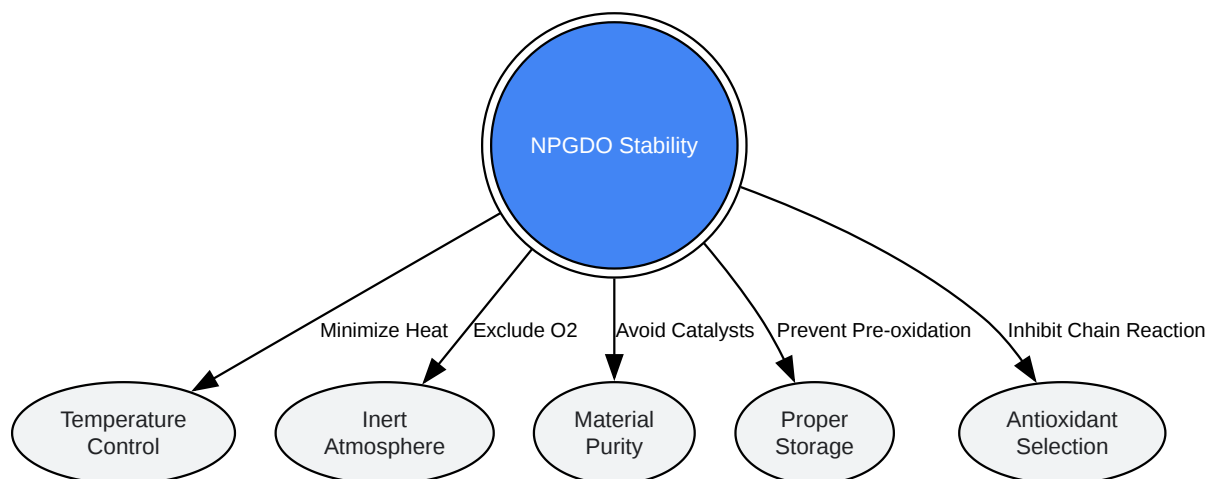 NPGDO Stability
Minimize Heat
Exclude O2
Avoid Catalysts
Prevent Pre-oxidation
Inhibit Chain Reaction
Temperature
Control
Inert
Atmosphere
Material
Purity
Proper
Storage
Antioxidant
Selection